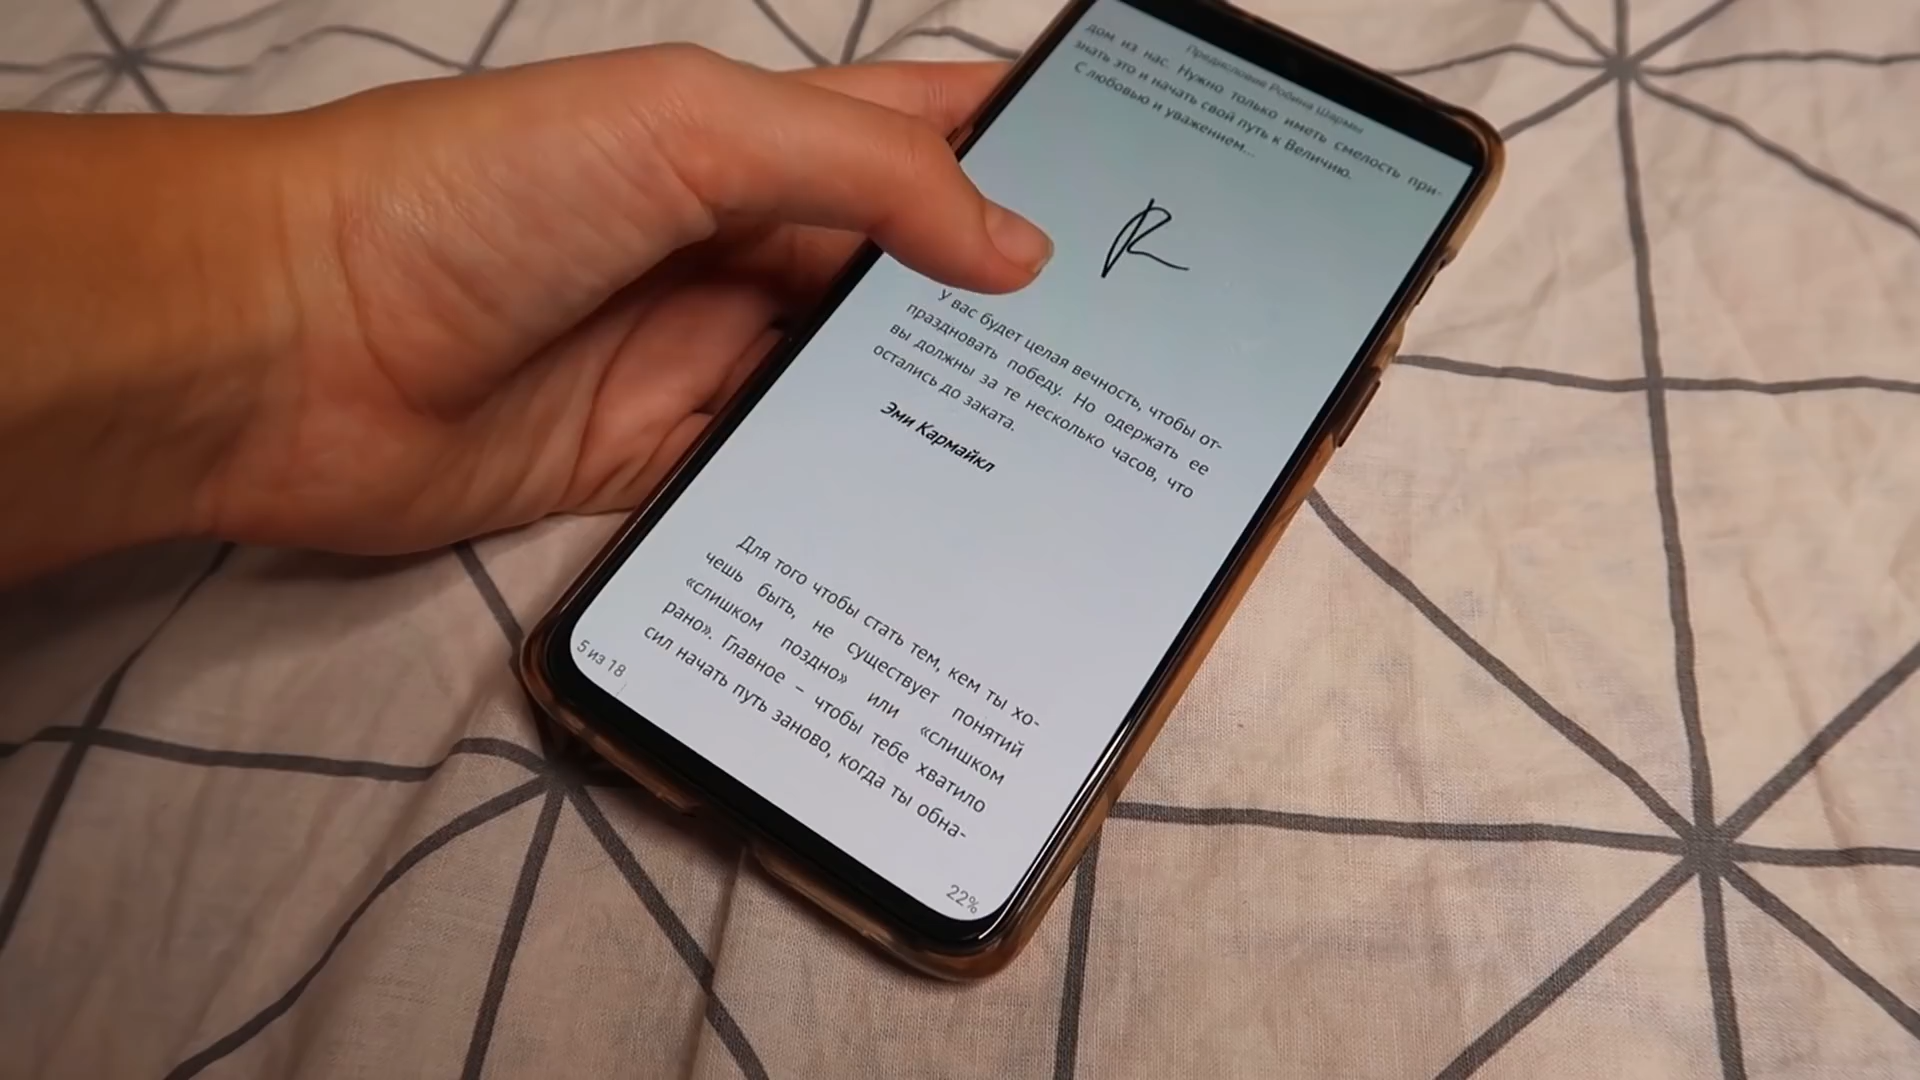 Предисловие Робина Шармы
дом из нас. Нужно только иметь смелость при-
знать это и начать свой путь к Величию.
С любовью и уважением...
R
У вас будет целая вечность, чтобы от-
праздновать победу. Но одержать ее
вы должны за те несколько часов, что
остались до заката.
Эми Кармайкл
Для того чтобы стать тем, кем ты хо-
чешь быть, не существует понятий
«слишком поздно» или «слишком
рано». Главное – чтобы тебе хватило
сил начать путь заново, когда ты обна-
5 из 18
22%